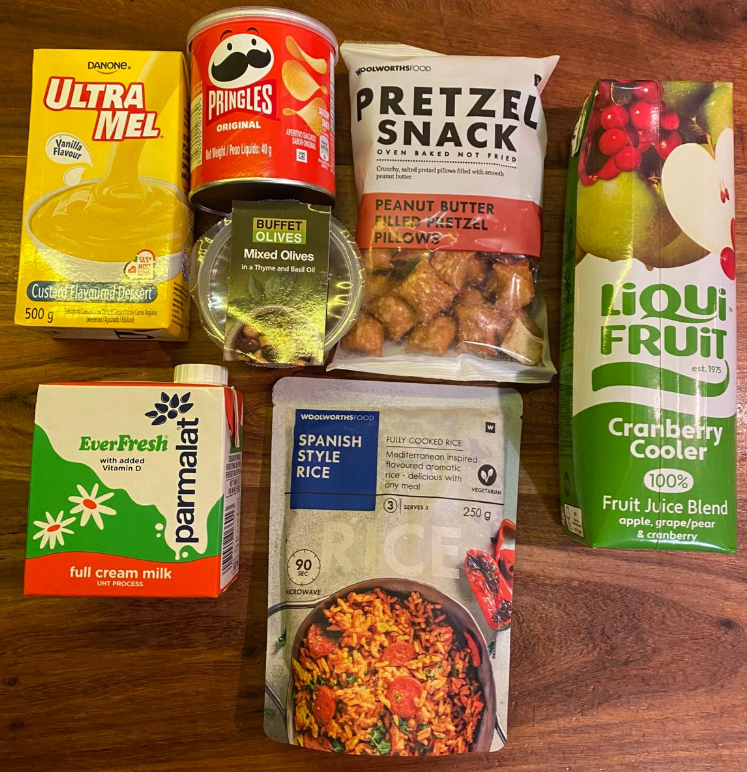 DANONE
ULTRA
MEL
Vanilla
Flavour
Custard Flavoured Dessert
500 g
PRINGLES
ORIGINAL
Net Weight / Peso Líquido: 40 g
WOOLWORTHSFOOD
PRETZEL
SNACK
OVEN BAKED NOT FRIED
Crunchy, salted pretzel pillows filled with smooth
peanut butter.
PEANUT BUTTER
FILLED PRETZEL
PILLOWS
BUFFET
OLIVES
Mixed Olives
in a Thyme and Basil Oil
LiQUi
FRUiT
est. 1975
Cranberry
Cooler
100%
Fruit Juice Blend
apple, grape/pear
& cranberry
EverFresh
with added
Vitamin D
parmalat
full cream milk
UHT PROCESS
WOOLWORTHSFOOD
W
SPANISH
STYLE
RICE
FULLY COOKED RICE
Mediterranean inspired
flavoured aromatic
rice - delicious with
any meal
VEGETARIAN
3 SERVES 3
250 g
RICE
90
SEC
MICROWAVE